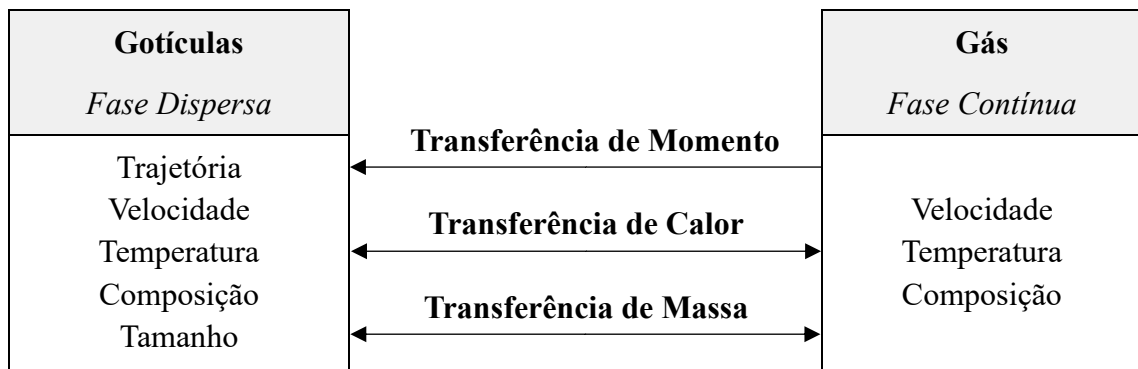 Gotículas
Fase Dispersa
Trajetória
Velocidade
Temperatura
Composição
Tamanho
Transferência de Momento
Transferência de Calor
Transferência de Massa
Gás
Fase Contínua
Velocidade
Temperatura
Composição